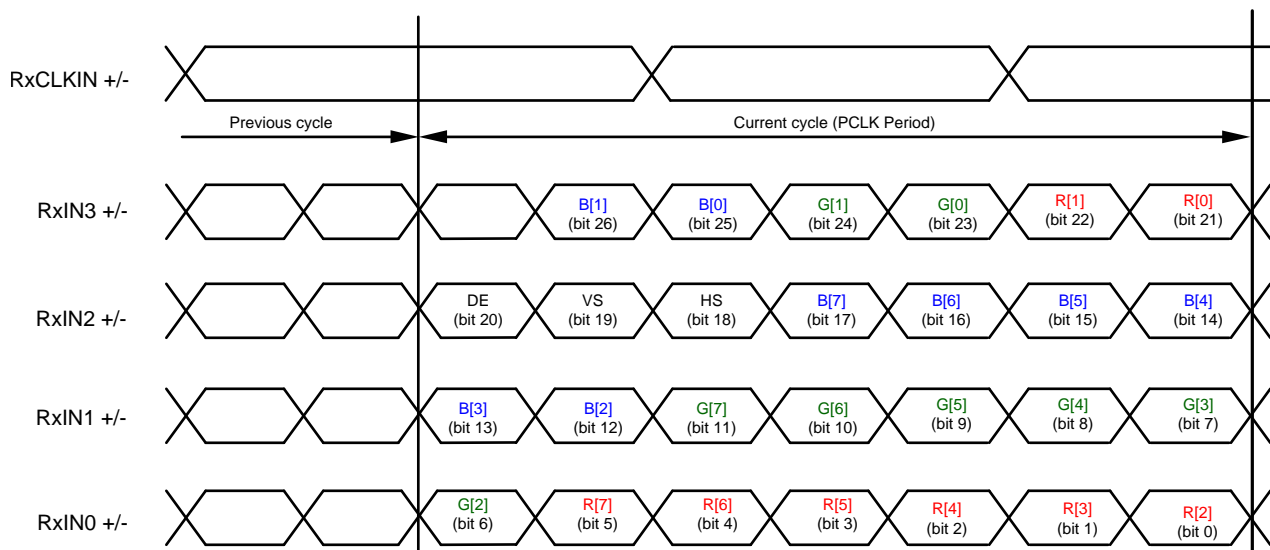 RxCLKIN +/-
Previous cycle
Current cycle (PCLK Period)
RxIN3 +/-
B[1]
(bit 26)
B[0]
(bit 25)
G[1]
(bit 24)
G[0]
(bit 23)
R[1]
(bit 22)
R[0]
(bit 21)
RxIN2 +/-
DE
(bit 20)
VS
(bit 19)
HS
(bit 18)
B[7]
(bit 17)
B[6]
(bit 16)
B[5]
(bit 15)
B[4]
(bit 14)
RxIN1 +/-
B[3]
(bit 13)
B[2]
(bit 12)
G[7]
(bit 11)
G[6]
(bit 10)
G[5]
(bit 9)
G[4]
(bit 8)
G[3]
(bit 7)
RxIN0 +/-
G[2]
(bit 6)
R[7]
(bit 5)
R[6]
(bit 4)
R[5]
(bit 3)
R[4]
(bit 2)
R[3]
(bit 1)
R[2]
(bit 0)